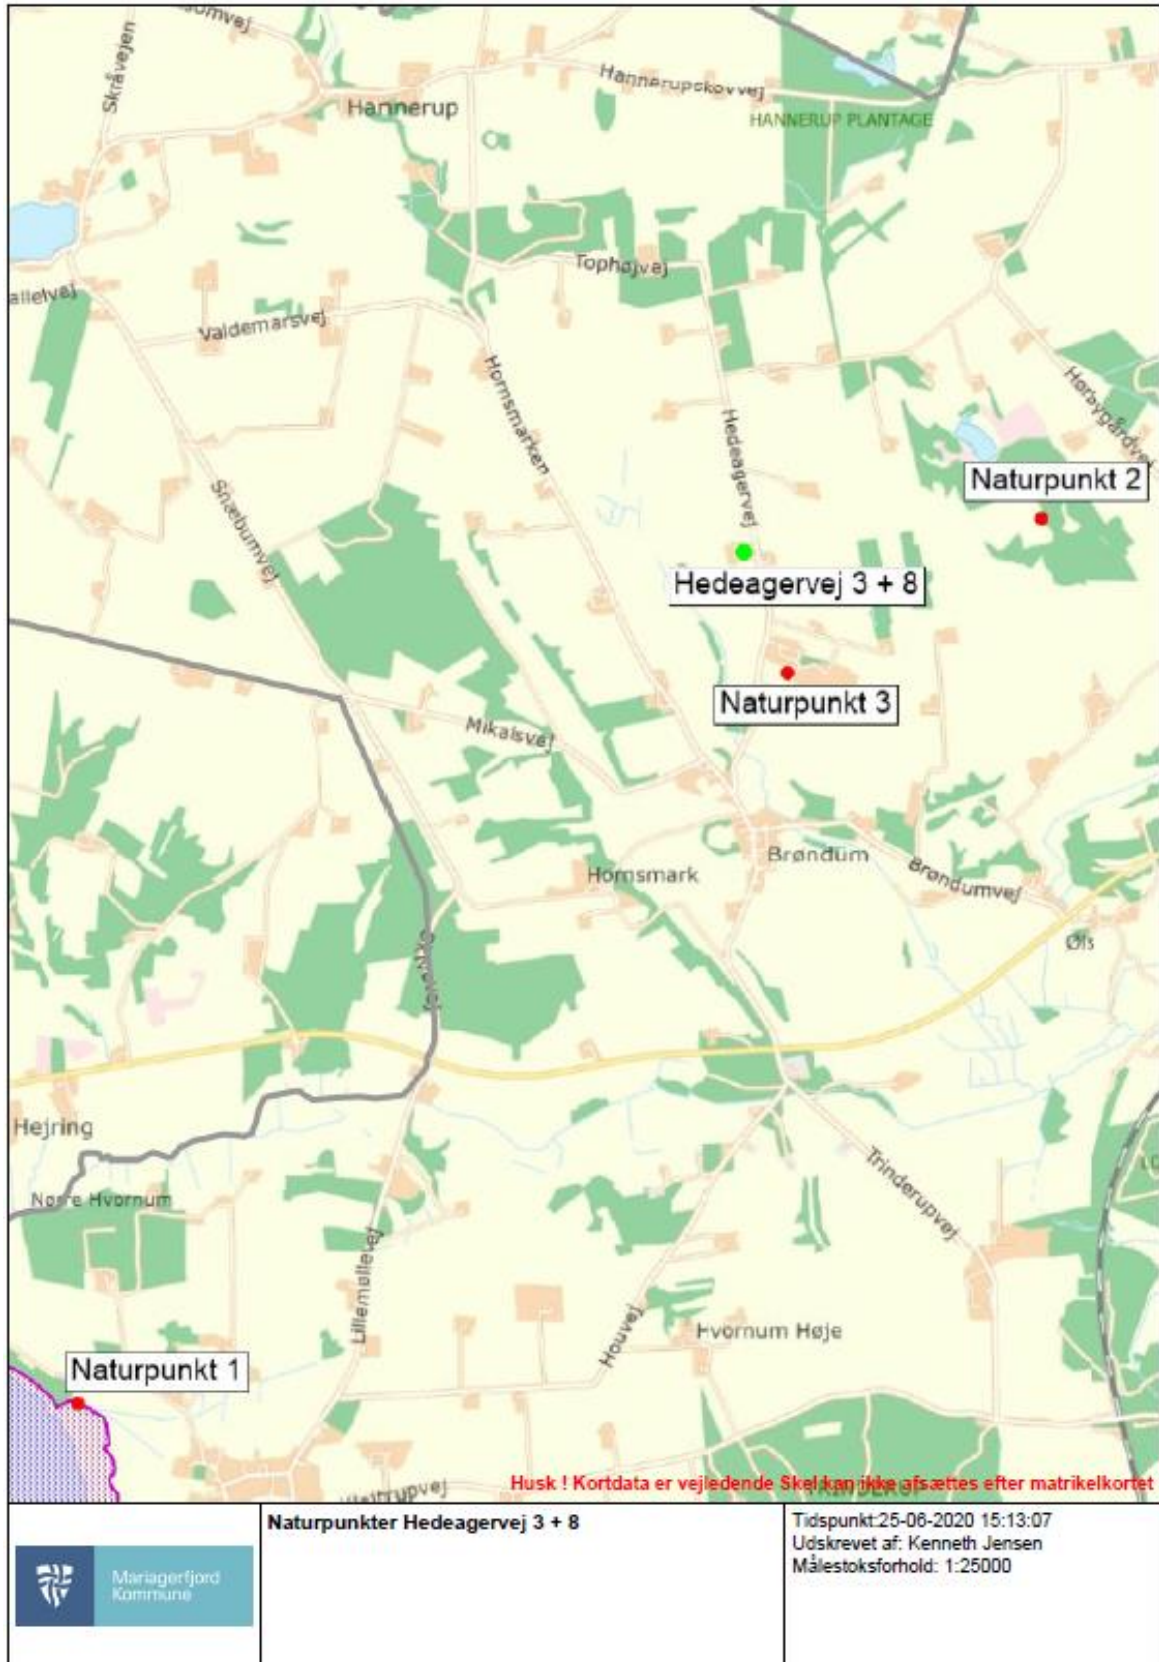 Skråvejen
Hannerup
Hannerupskovvej
HANNERUP PLANTAGE
Tophøjvej
Valdemarsvej
Hornsmarken
Hedeagervej
Snæbumvej
Naturpunkt 2
Hedeagervej 3 + 8
Naturpunkt 3
Mikalsvej
Brøndum
Hornsmark
Brøndumvej
Øls
Hejring
Nørre Hvornum
Trinderupvej
Lillemøllevej
Houvej
Hvornum Høje
Naturpunkt 1
Husk ! Kortdata er vejledende Skel kan ikke afsættes efter matrikelkortet
Naturpunkter Hedeagervej 3 + 8
Tidspunkt:25-06-2020 15:13:07
Udskrevet af: Kenneth Jensen
Målestoksforhold: 1:25000
Mariagerfjord
Kommune